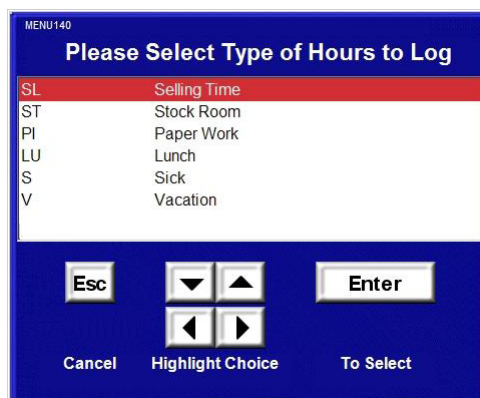 MENU140
Please Select Type of Hours to Log
SL Selling Time
ST Stock Room
PI Paper Work
LU Lunch
S Sick
V Vacation
Esc Enter
Cancel Highlight Choice To Select